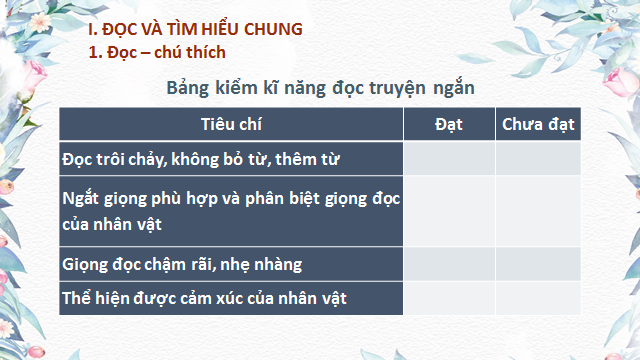 I. ĐỌC VÀ TÌM HIỂU CHUNG
1. Đọc – chú thích
Bảng kiểm kĩ năng đọc truyện ngắn
Tiêu chí Đạt Chưa đạt
Đọc trôi chảy, không bỏ từ, thêm từ
Ngắt giọng phù hợp và phân biệt giọng đọc
của nhân vật
Giọng đọc chậm rãi, nhẹ nhàng
Thể hiện được cảm xúc của nhân vật